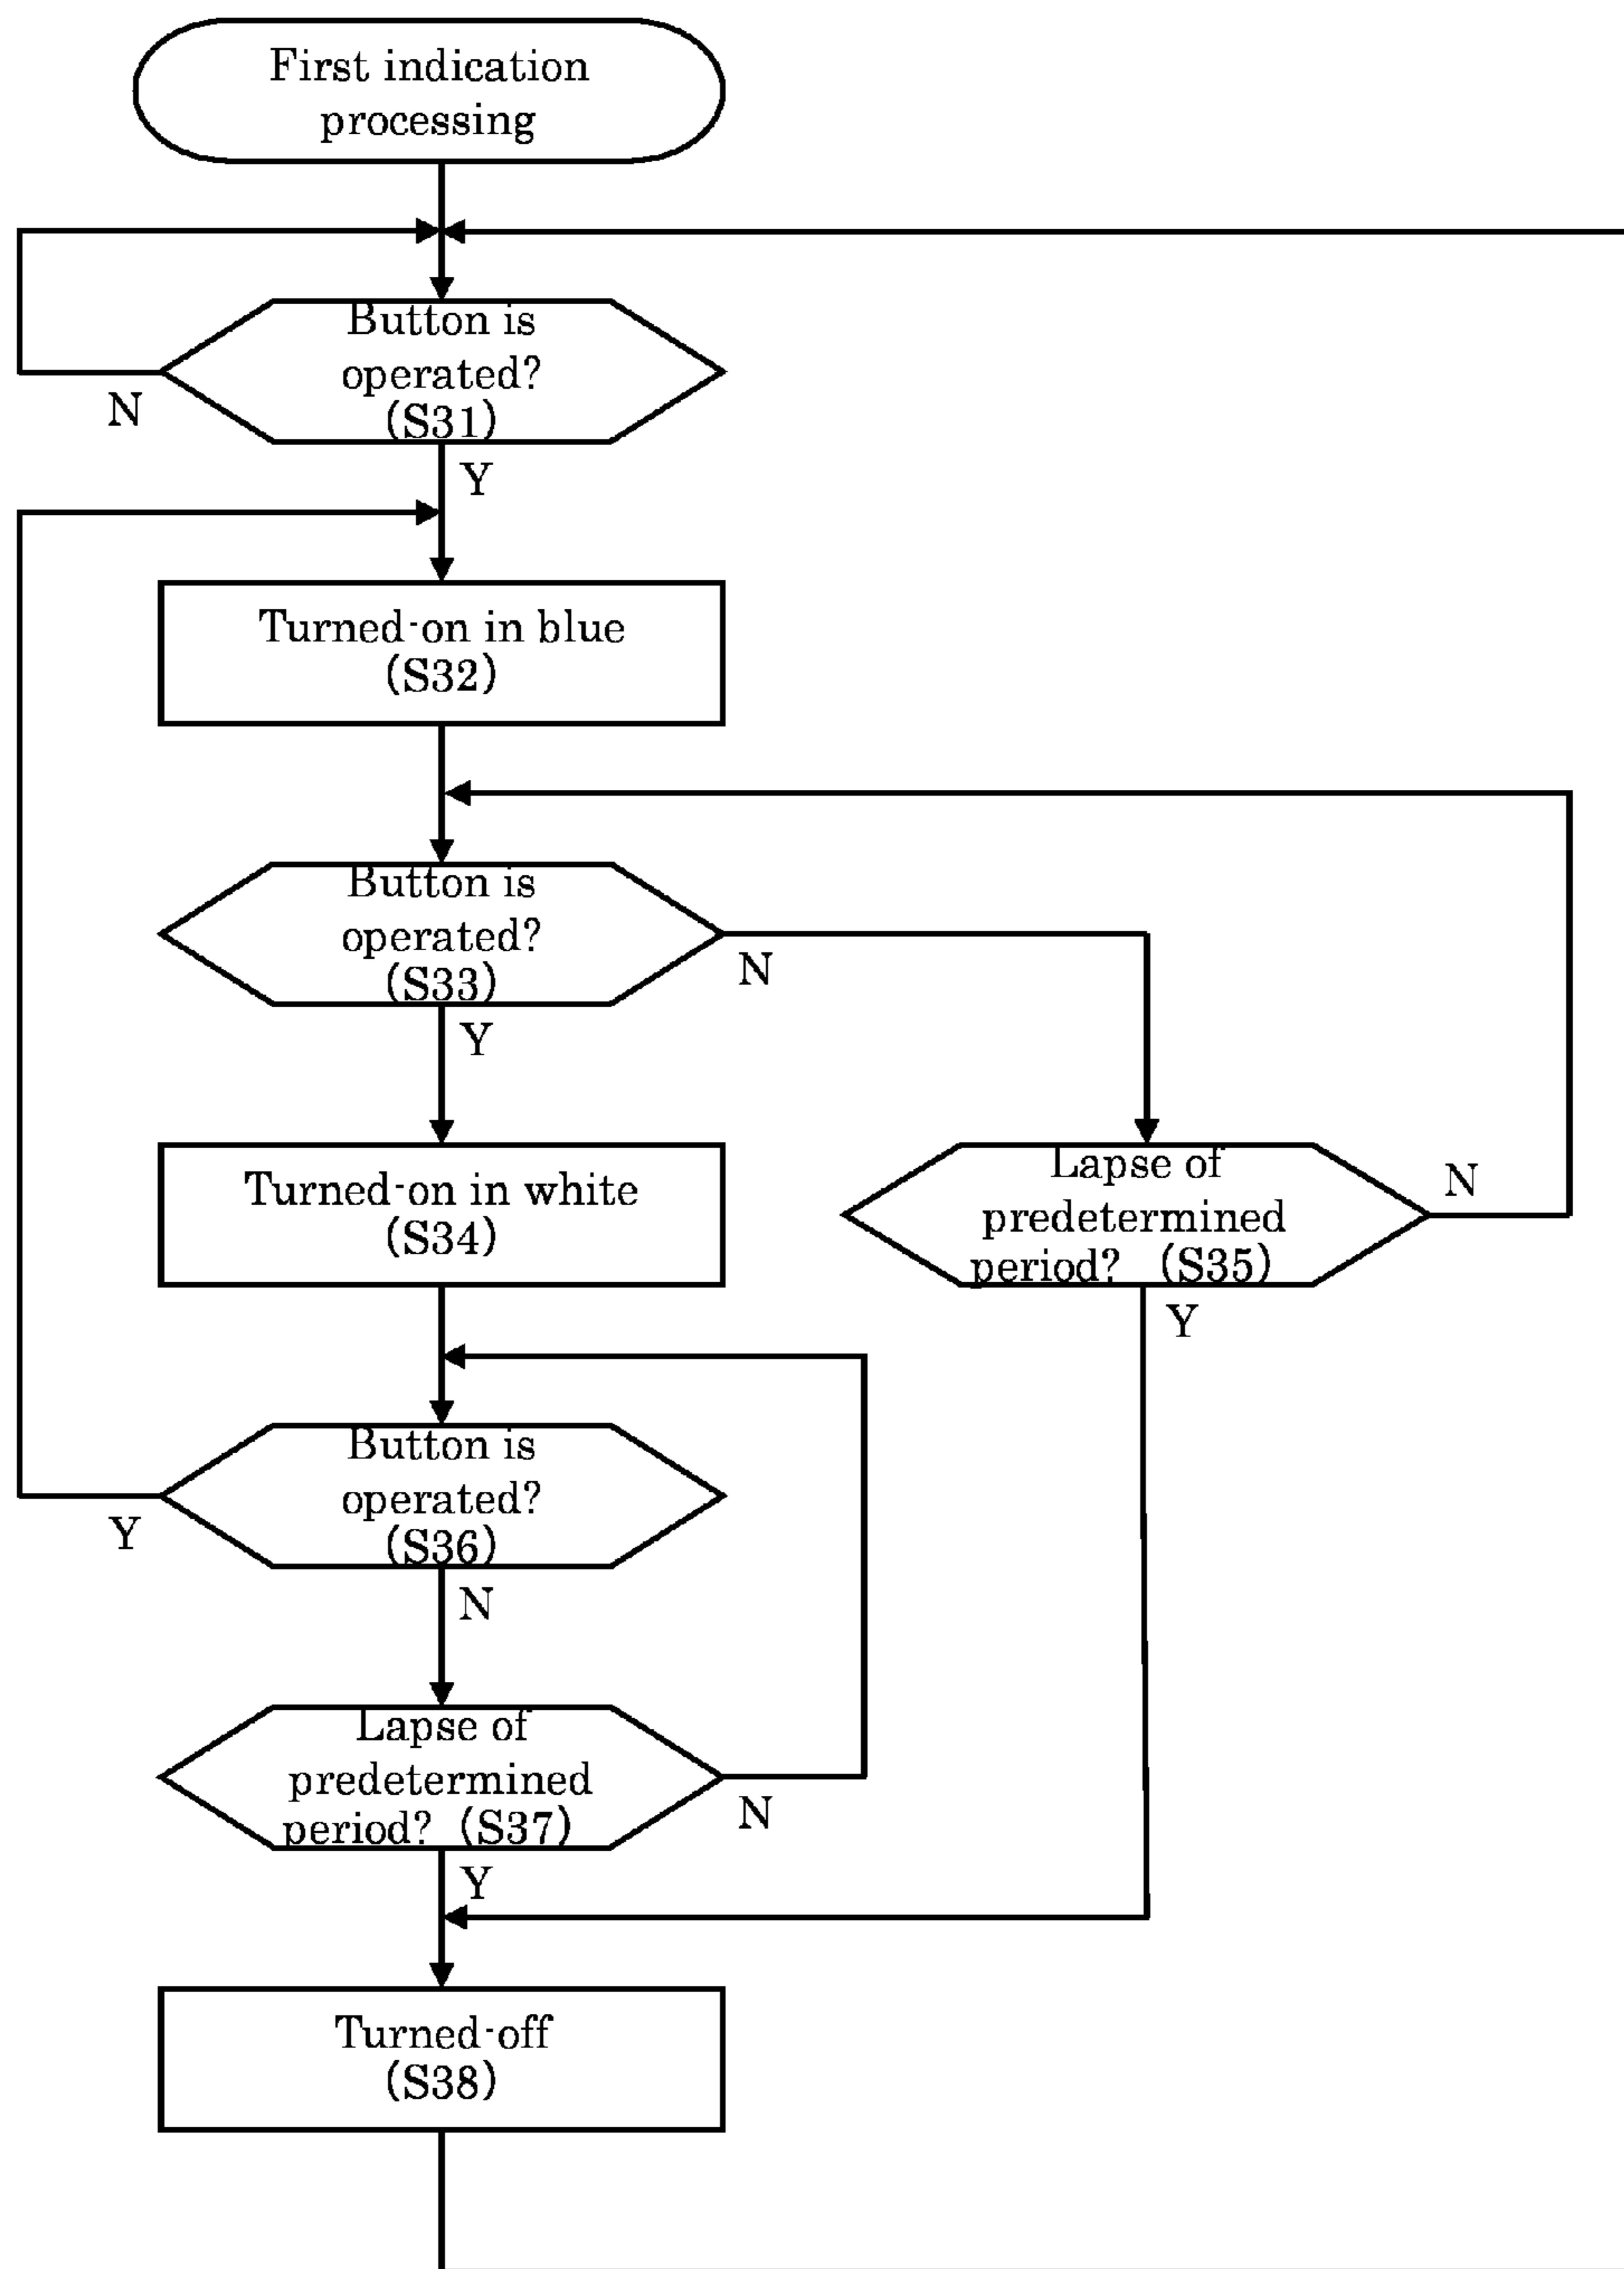 First indication
processing
Button is
operated?
(S31)
N
Y
Turned-on in blue
(S32)
Button is
operated?
(S33)
N
Y
Turned-on in white
(S34)
Lapse of
predetermined
period? (S35)
N
Y
Button is
operated?
(S36)
Y
N
Lapse of
predetermined
period? (S37)
N
Y
Turned-off
(S38)